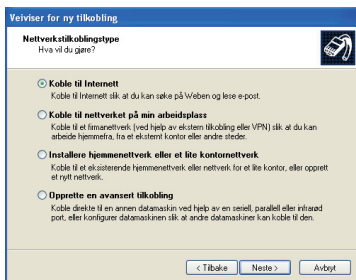 Veiviser for ny tilkobling
Nettverkstilkoblingstype
Hva vil du gjøre?
Koble til Internett
Koble til Internett slik at du kan søke på Weben og lese e-post.
Koble til nettverket på min arbeidsplass
Koble til et firmanettverk (ved hjelp av ekstern tilkobling eller VPN) slik at du kan
arbeide hjemmefra, fra et eksternt kontor eller andre steder.
Installere hjemmenettverk eller et lite kontornettverk
Koble til et eksisterende hjemmenettverk eller nettverk for et lite kontor, eller opprett
et nytt nettverk.
Opprette en avansert tilkobling
Koble direkte til en annen datamaskin ved hjelp av en seriell, parallell eller infrarød
port, eller konfigurer datamaskinen slik at andre datamaskiner kan koble til den.
< Tilbake Neste > Avbryt